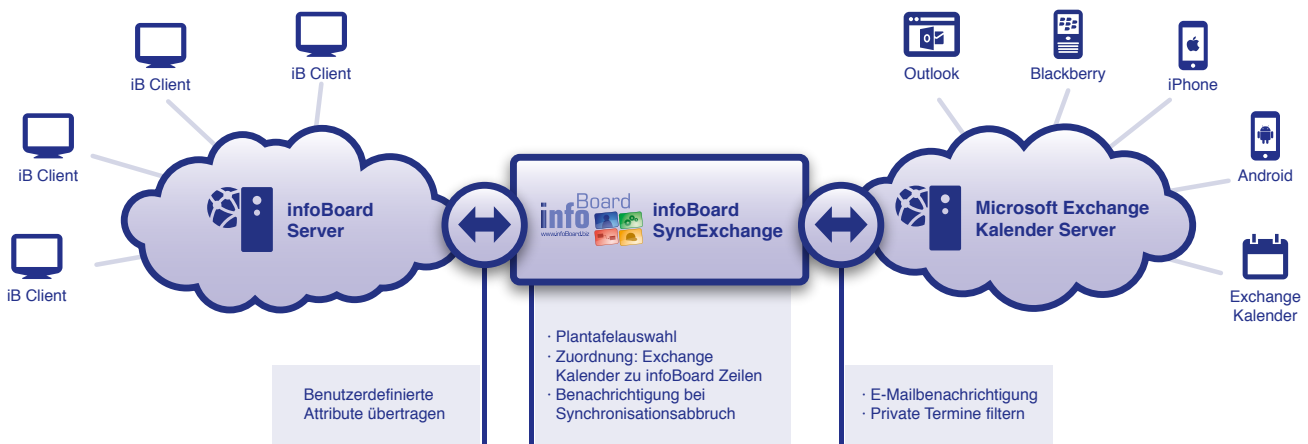 iB Client
iB Client
iB Client
iB Client
infoBoard
Server
Board
info
www.infoBoard.biz
infoBoard
SyncExchange
Microsoft Exchange
Kalender Server
Outlook
Blackberry
iPhone
Android
Exchange
Kalender
Benutzerdefinierte
Attribute übertragen
· Plantafelauswahl
· Zuordnung: Exchange
Kalender zu infoBoard Zeilen
· Benachrichtigung bei
Synchronisationsabbruch
· E-Mailbenachrichtigung
· Private Termine filtern